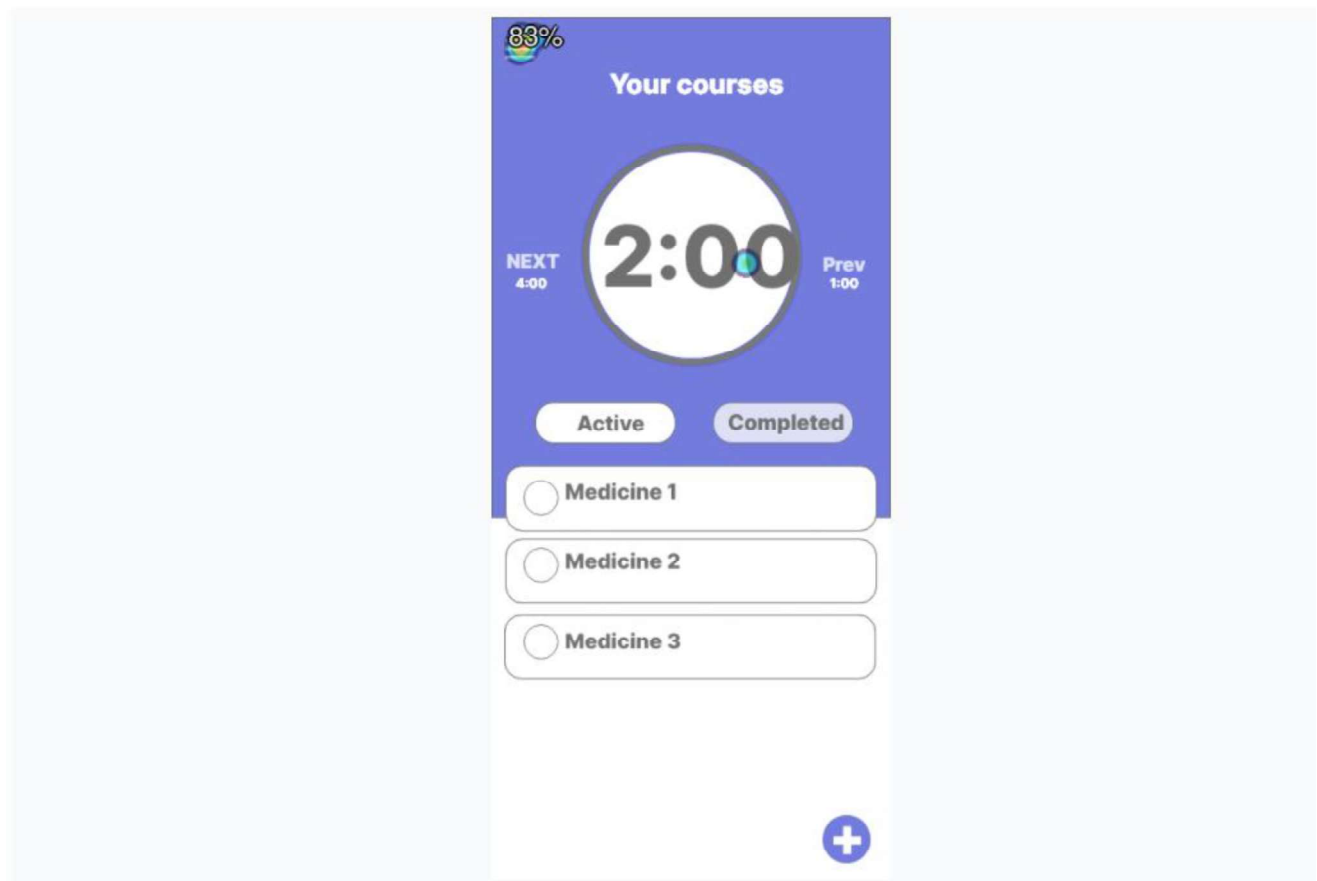 83%
Your courses
2:00
NEXT
4:00
Prev
1:00
Active
Completed
Medicine 1
Medicine 2
Medicine 3